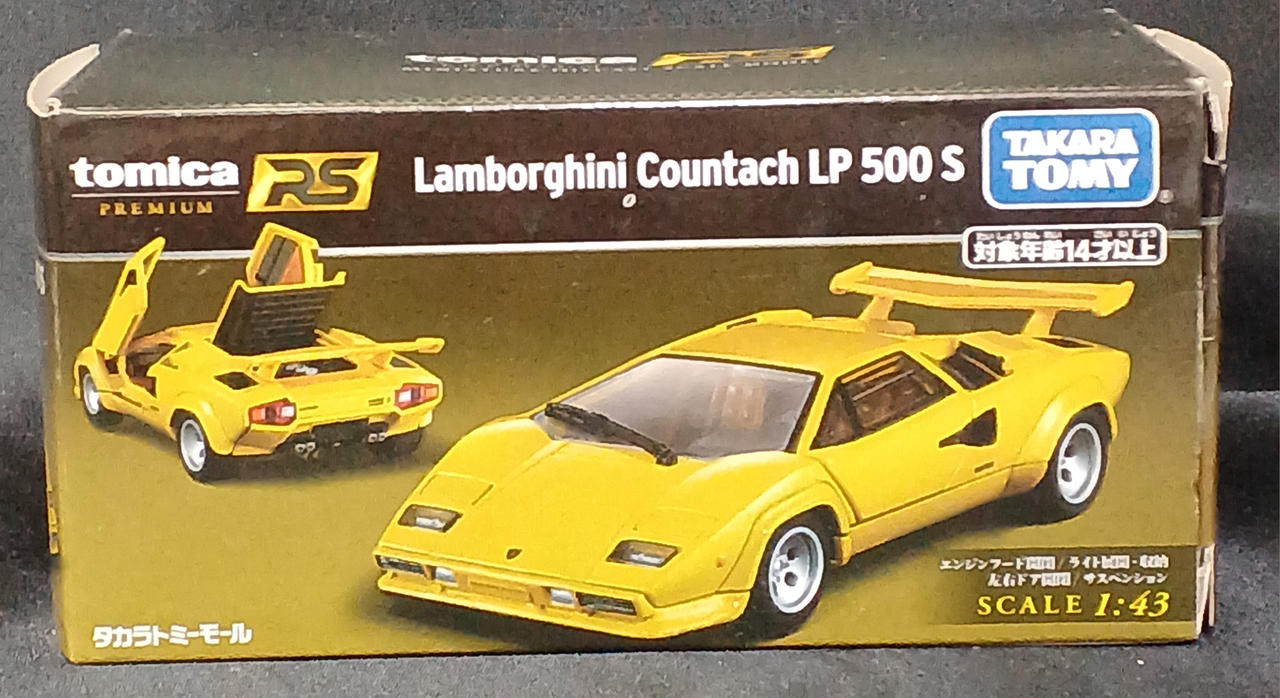 tomica
tomica
PREMIUM
RS
Lamborghini Countach LP 500 S
TAKARA
TOMY
対象年齢14才以上
エンジンフード開閉 / ライト開閉・収納
左右ドア開閉 / サスペンション
SCALE 1:43
タカラトミーモール